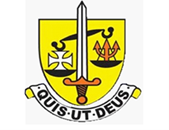 · QUIS · UT · DEUS ·